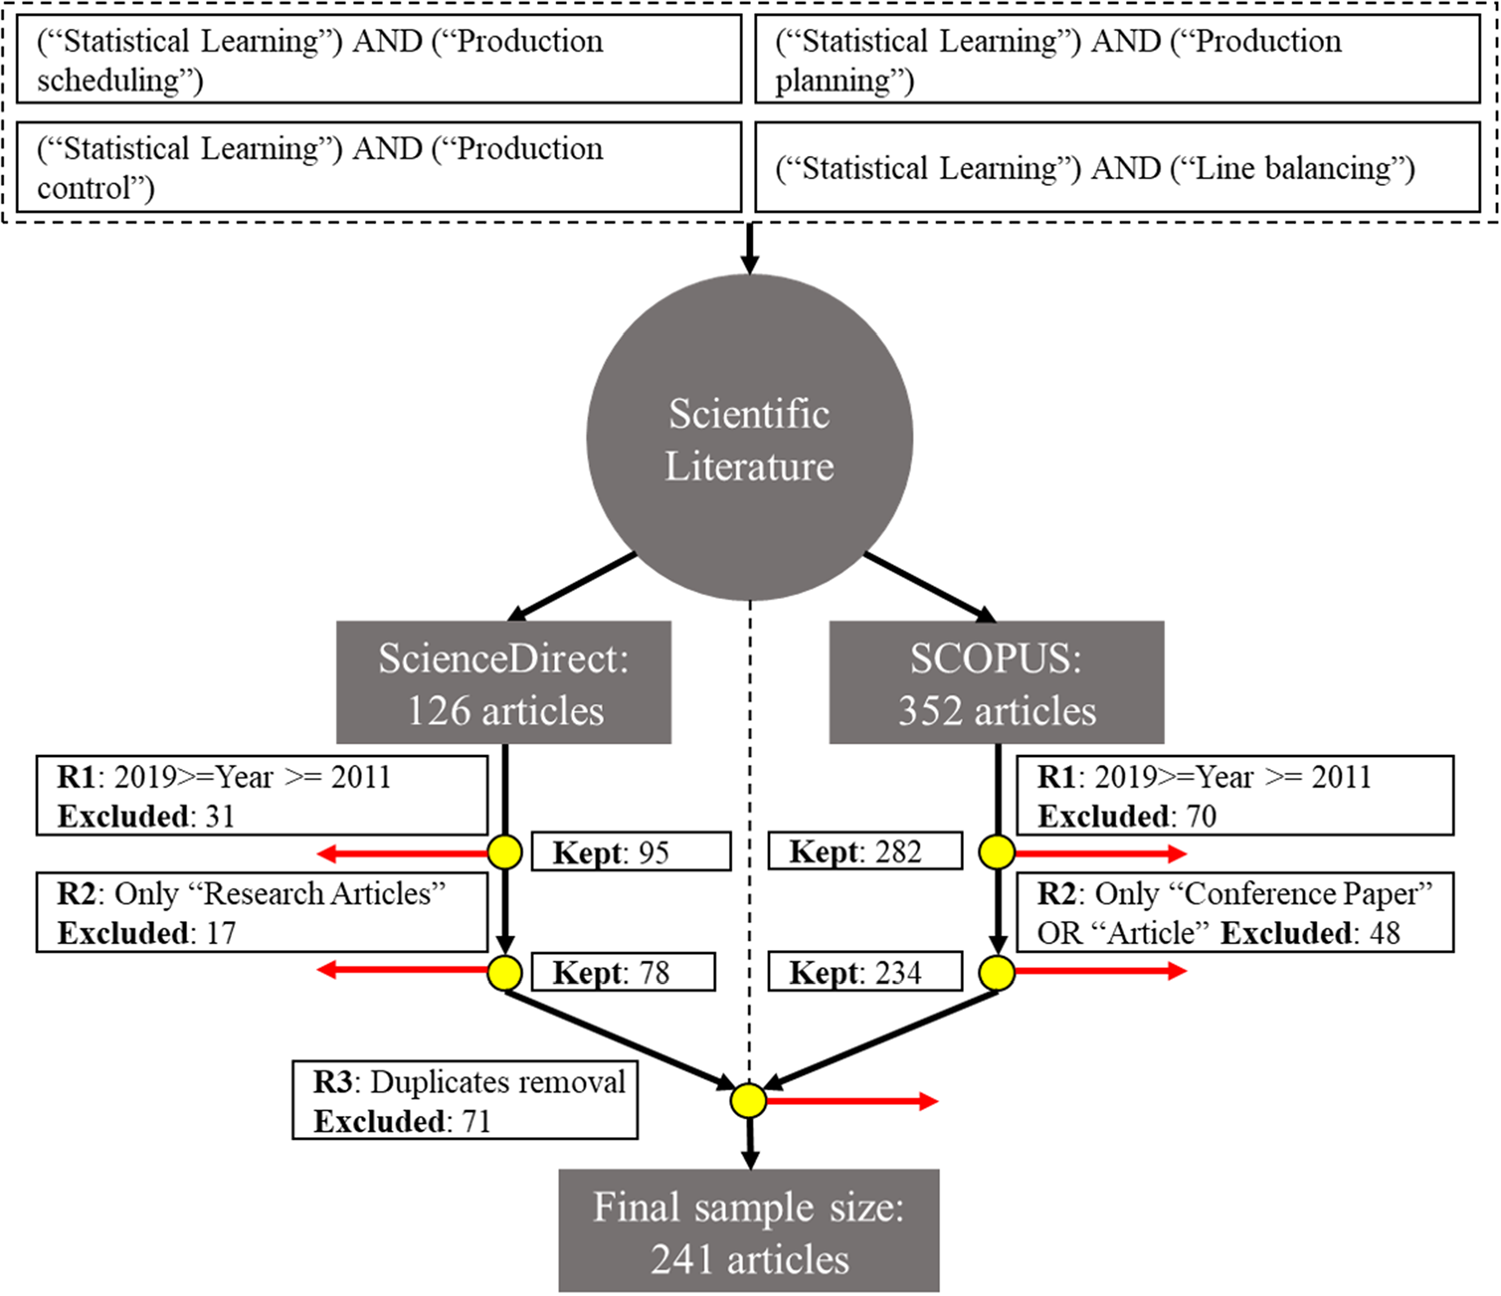 (“Statistical Learning”) AND (“Production
scheduling”)
(“Statistical Learning”) AND (“Production
planning”)
(“Statistical Learning”) AND (“Production
control”)
(“Statistical Learning”) AND (“Line balancing”)
Scientific
Literature
ScienceDirect:
126 articles
SCOPUS:
352 articles
R1: 2019>=Year >= 2011
Excluded: 31
R1: 2019>=Year >= 2011
Excluded: 70
Kept: 95
Kept: 282
R2: Only “Research Articles”
Excluded: 17
R2: Only “Conference Paper”
OR “Article” Excluded: 48
Kept: 78
Kept: 234
R3: Duplicates removal
Excluded: 71
Final sample size:
241 articles